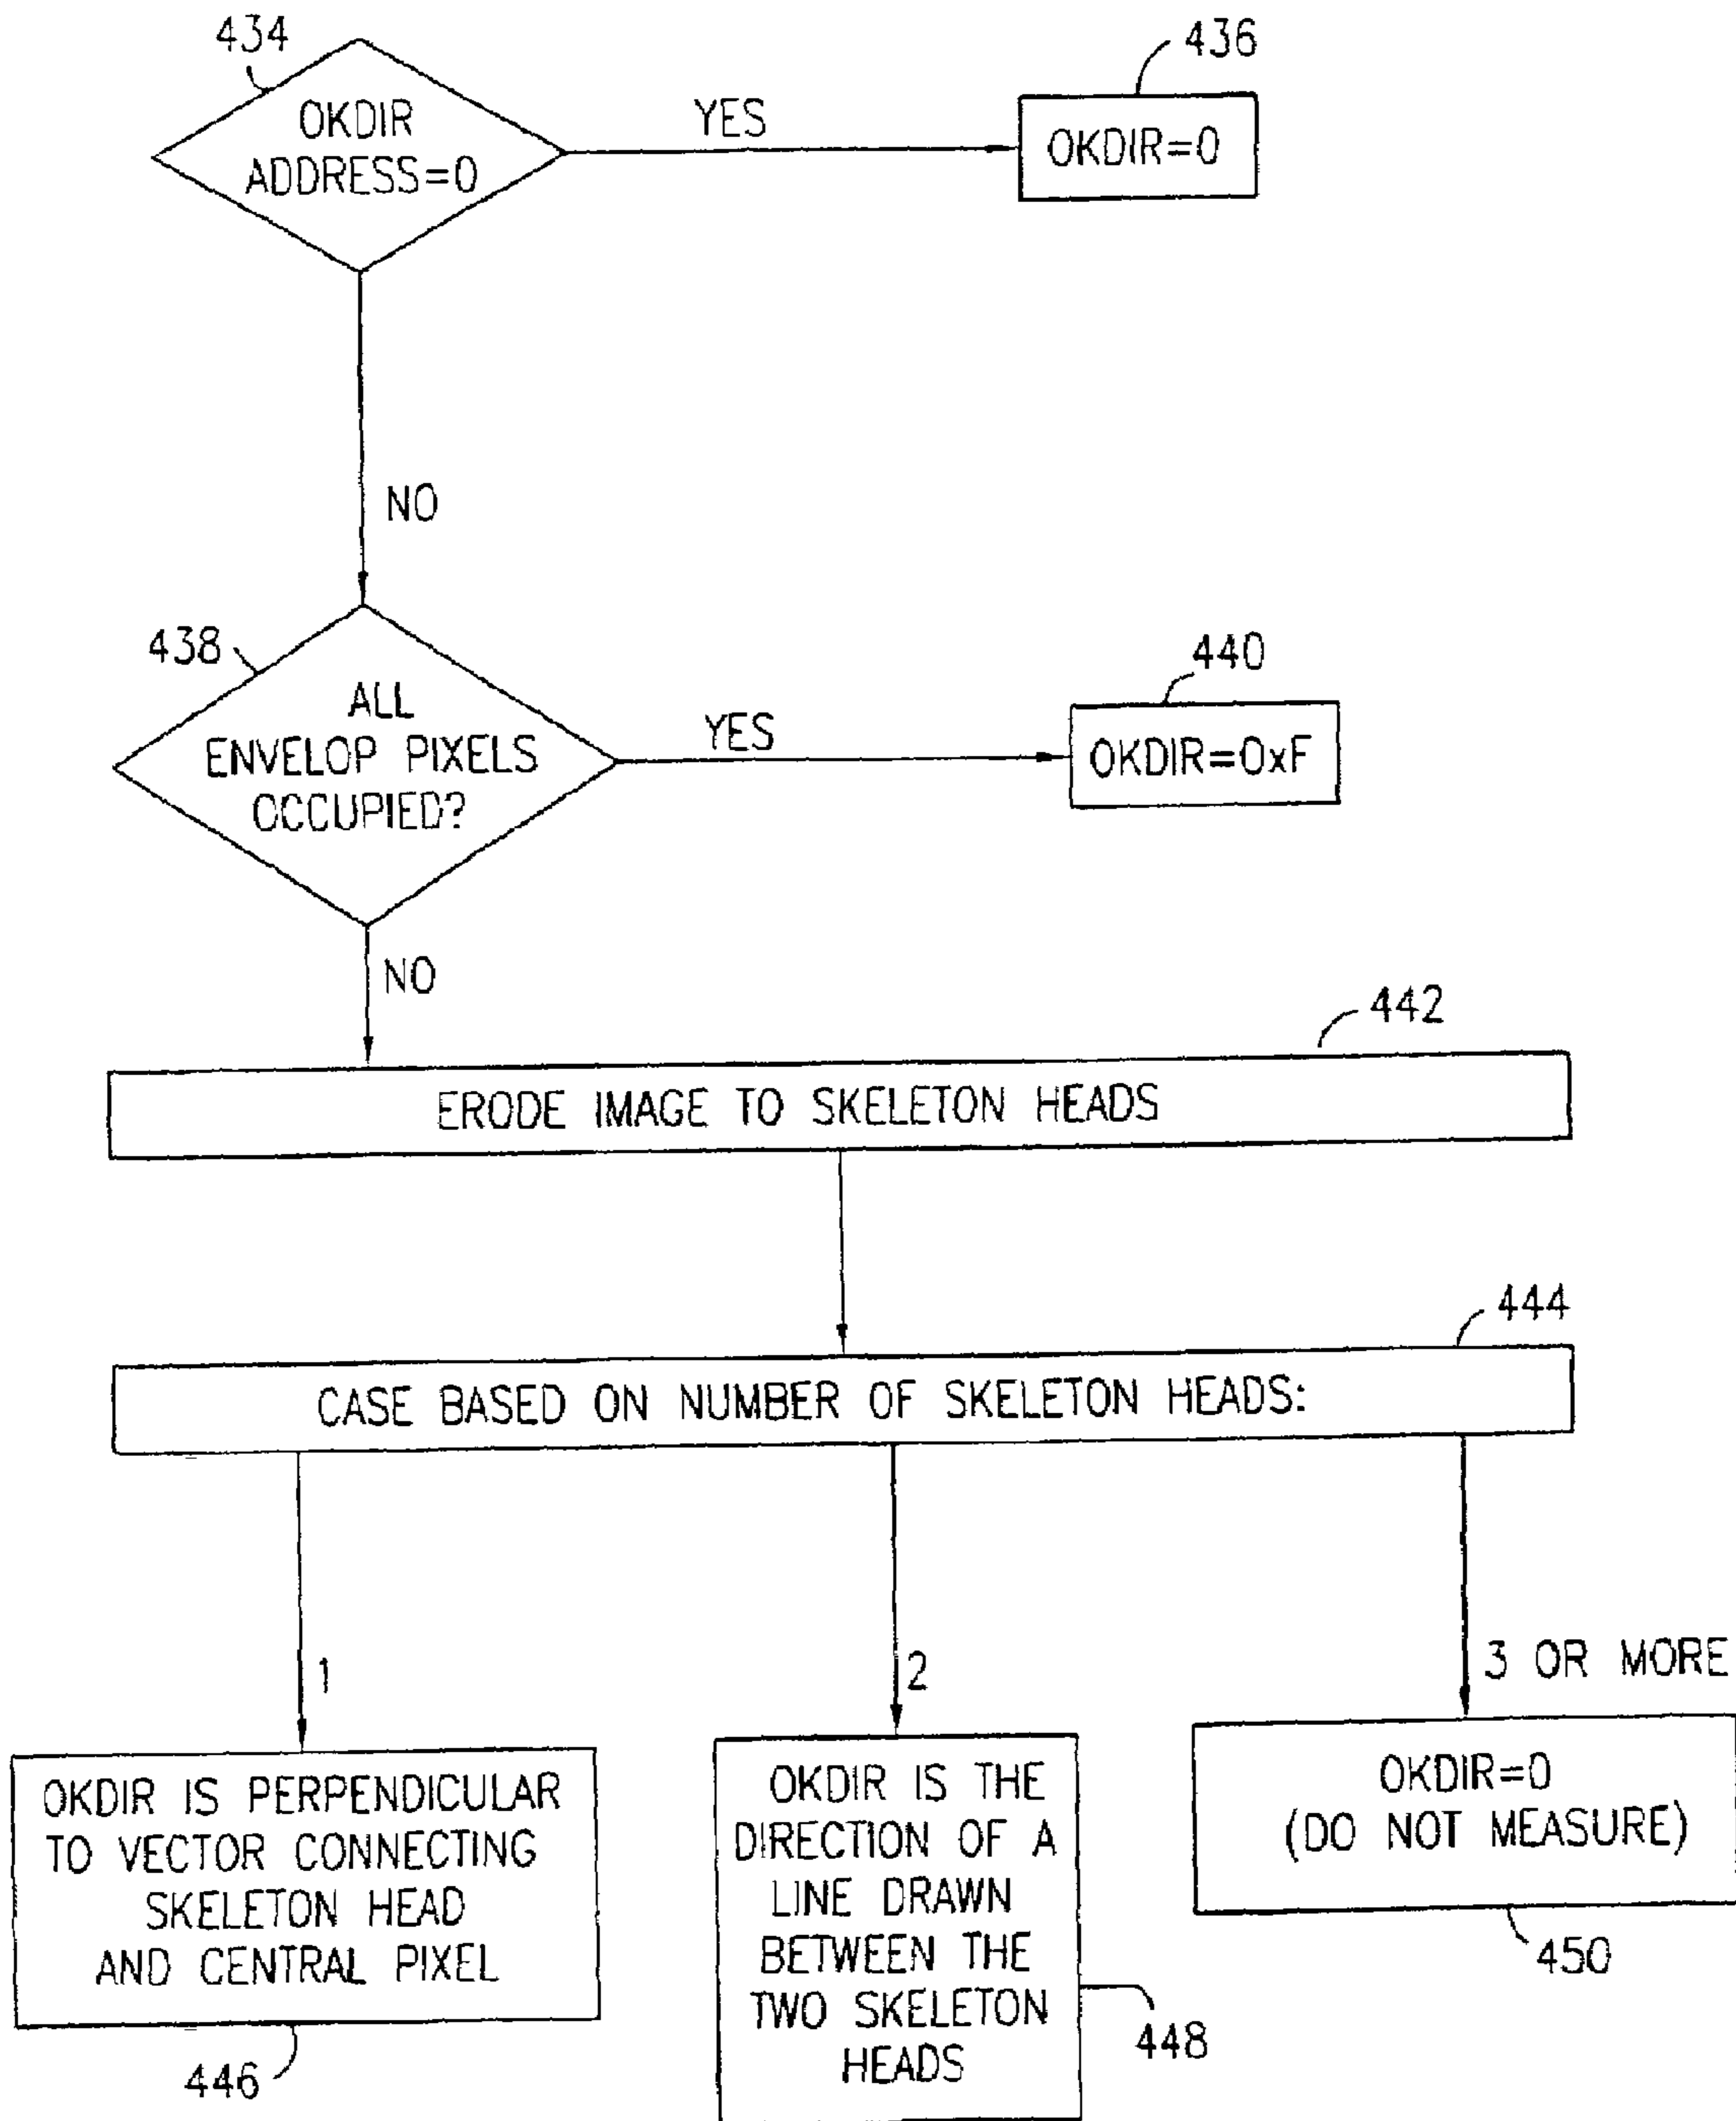 434
436
OKDIR
ADDRESS=0
YES
OKDIR=0
NO
438
440
ALL
ENVELOP PIXELS
OCCUPIED?
YES
OKDIR=0xF
NO
442
ERODE IMAGE TO SKELETON HEADS
444
CASE BASED ON NUMBER OF SKELETON HEADS:
1
2
3 OR MORE
OKDIR IS PERPENDICULAR
TO VECTOR CONNECTING
SKELETON HEAD
AND CENTRAL PIXEL
446
OKDIR IS THE
DIRECTION OF A
LINE DRAWN
BETWEEN THE
TWO SKELETON
HEADS
448
OKDIR=0
(DO NOT MEASURE)
450